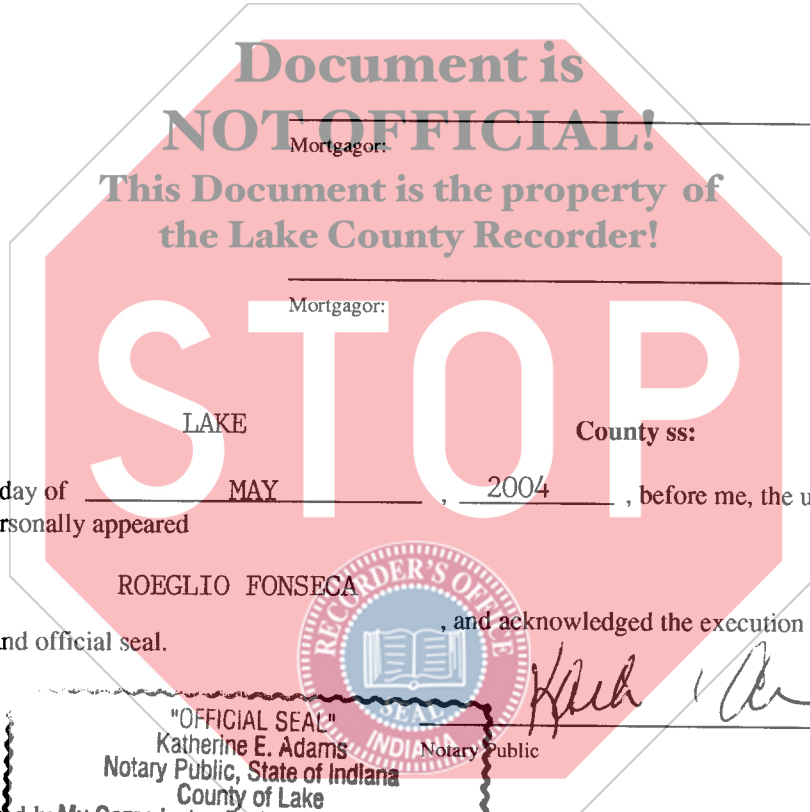 Document is
NOT OFFICIAL!
Mortgagor:
This Document is the property of
the Lake County Recorder!
Mortgagor:
STOP
LAKE County ss:
day of MAY , 2004 , before me, the u
rsonally appeared
ROEGLIO FONSECA
, and acknowledged the execution
nd official seal.
RECORDER'S OFFICE
SEAL
INDIANA
"OFFICIAL SEAL"
Katherine E. Adams
Notary Public
Notary Public, State of Indiana
County of Lake